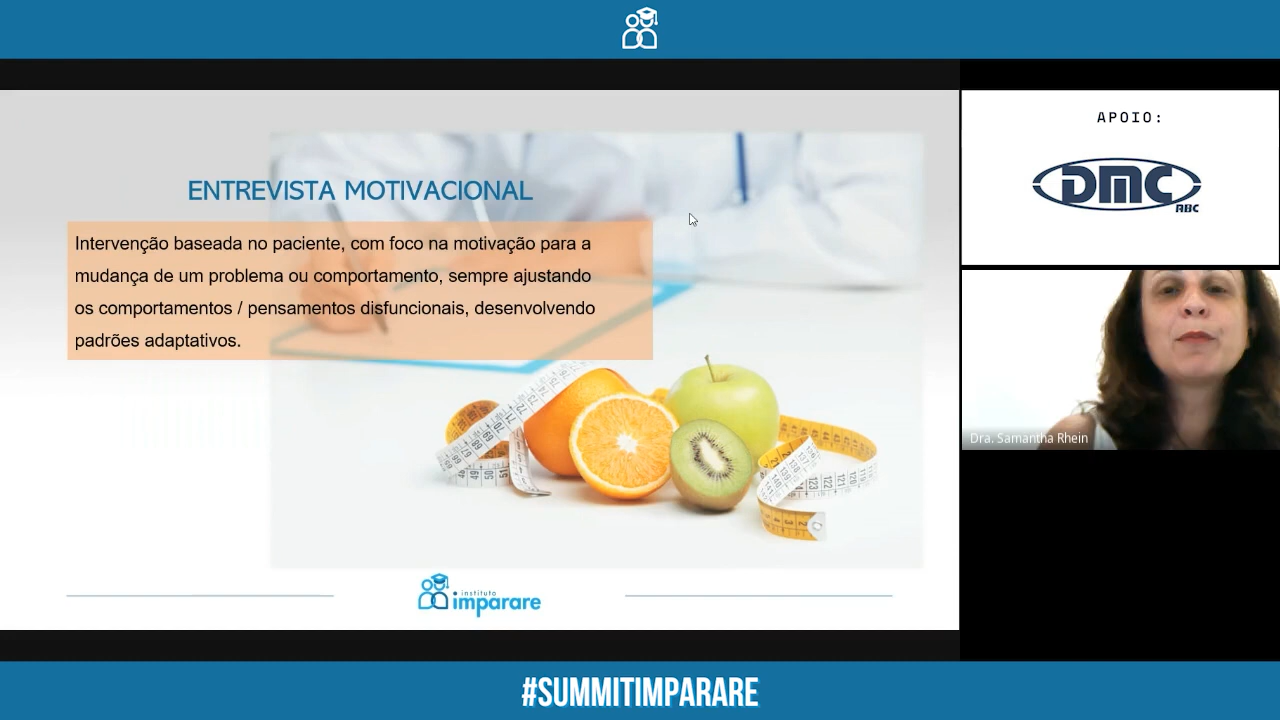 APOIO:
DMC
ABC
ENTREVISTA MOTIVACIONAL
Intervenção baseada no paciente, com foco na motivação para a
mudança de um problema ou comportamento, sempre ajustando
os comportamentos / pensamentos disfuncionais, desenvolvendo
padrões adaptativos.
Dra. Samantha Rhein
instituto
imparare
#SUMMITIMPARARE